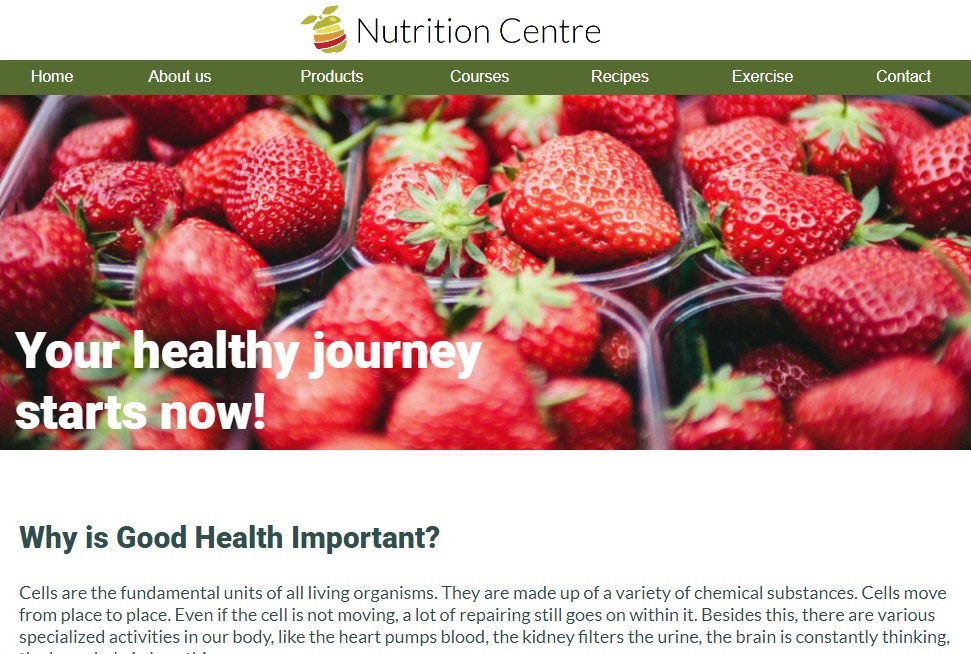 Nutrition Centre
Home About us Products Courses Recipes Exercise Contact
Your healthy journey
starts now!
Why is Good Health Important?
Cells are the fundamental units of all living organisms. They are made up of a variety of chemical substances. Cells move
from place to place. Even if the cell is not moving, a lot of repairing still goes on within it. Besides this, there are various
specialized activities in our body, like the heart pumps blood, the kidney filters the urine, the brain is constantly thinking,